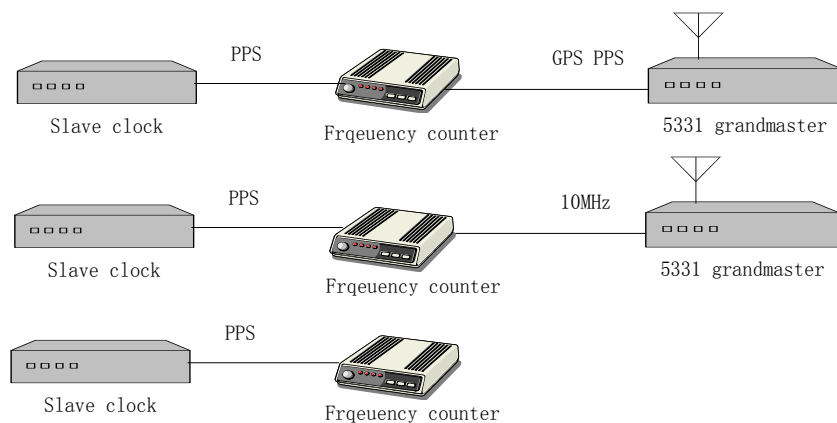 PPS
GPS PPS
Slave clock
Frqeuency counter
5331 grandmaster
PPS
10MHz
Slave clock
Frqeuency counter
5331 grandmaster
PPS
Slave clock
Frqeuency counter